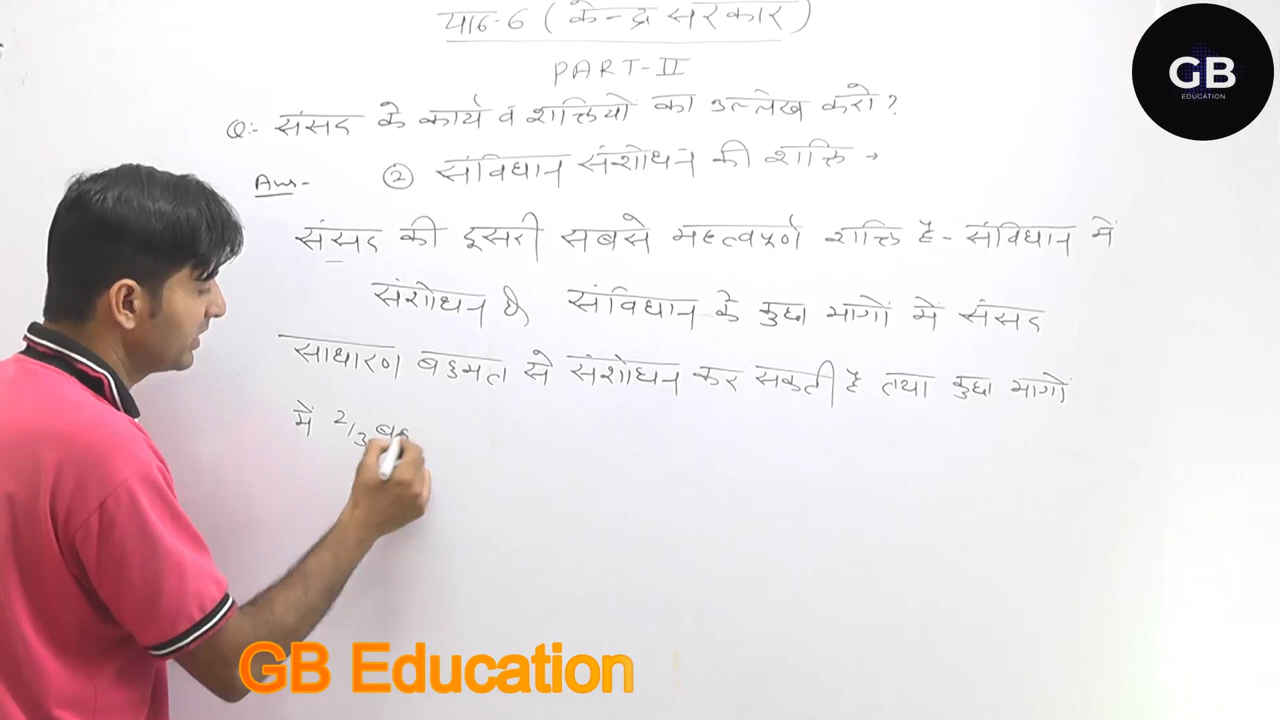 पाठ-6 (केन्द्र सरकार)
PART-II
Q:- संसद के कार्य व शक्तियों का उल्लेख करो?
Ans- ② संविधान संशोधन की शक्ति →
संसद की दूसरी सबसे महत्वपूर्ण शक्ति है - संविधान में
संशोधन की संविधान के कुछ भागों में संसद
साधारण बहुमत से संशोधन कर सकती है तथा कुछ भागों
में 2/3 बह
GB
EDUCATION
GB Education